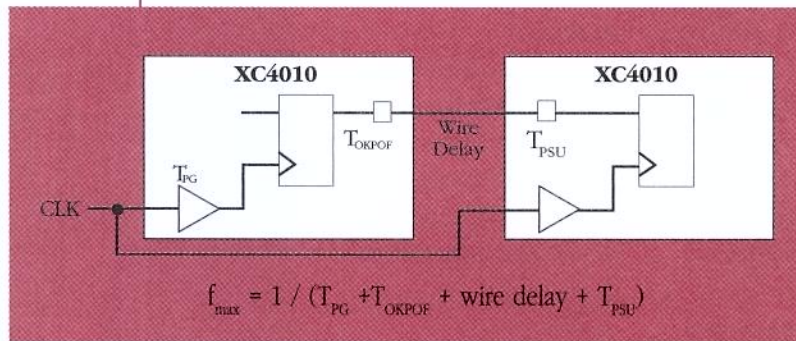 XC4010
XC4010
T_OKPOF
Wire
Delay
T_PSU
T_PG
CLK
f_max = 1 / (T_PG +T_OKPOF + wire delay + T_PSU)